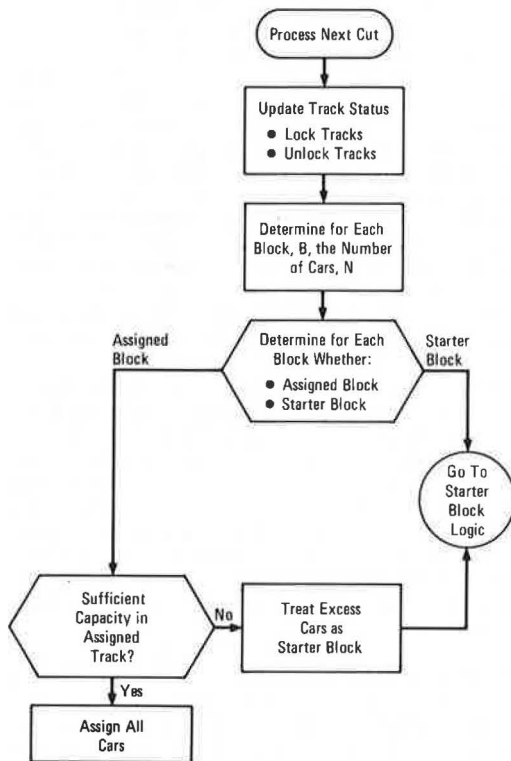 Process Next Cut
Update Track Status
● Lock Tracks
● Unlock Tracks
Determine for Each
Block, B, the Number
of Cars, N
Assigned
Block
Determine for Each
Block Whether:
● Assigned Block
● Starter Block
Starter
Block
Go To
Starter
Block
Logic
Sufficient
Capacity in
Assigned
Track?
No
Treat Excess
Cars as
Starter Block
Yes
Assign All
Cars